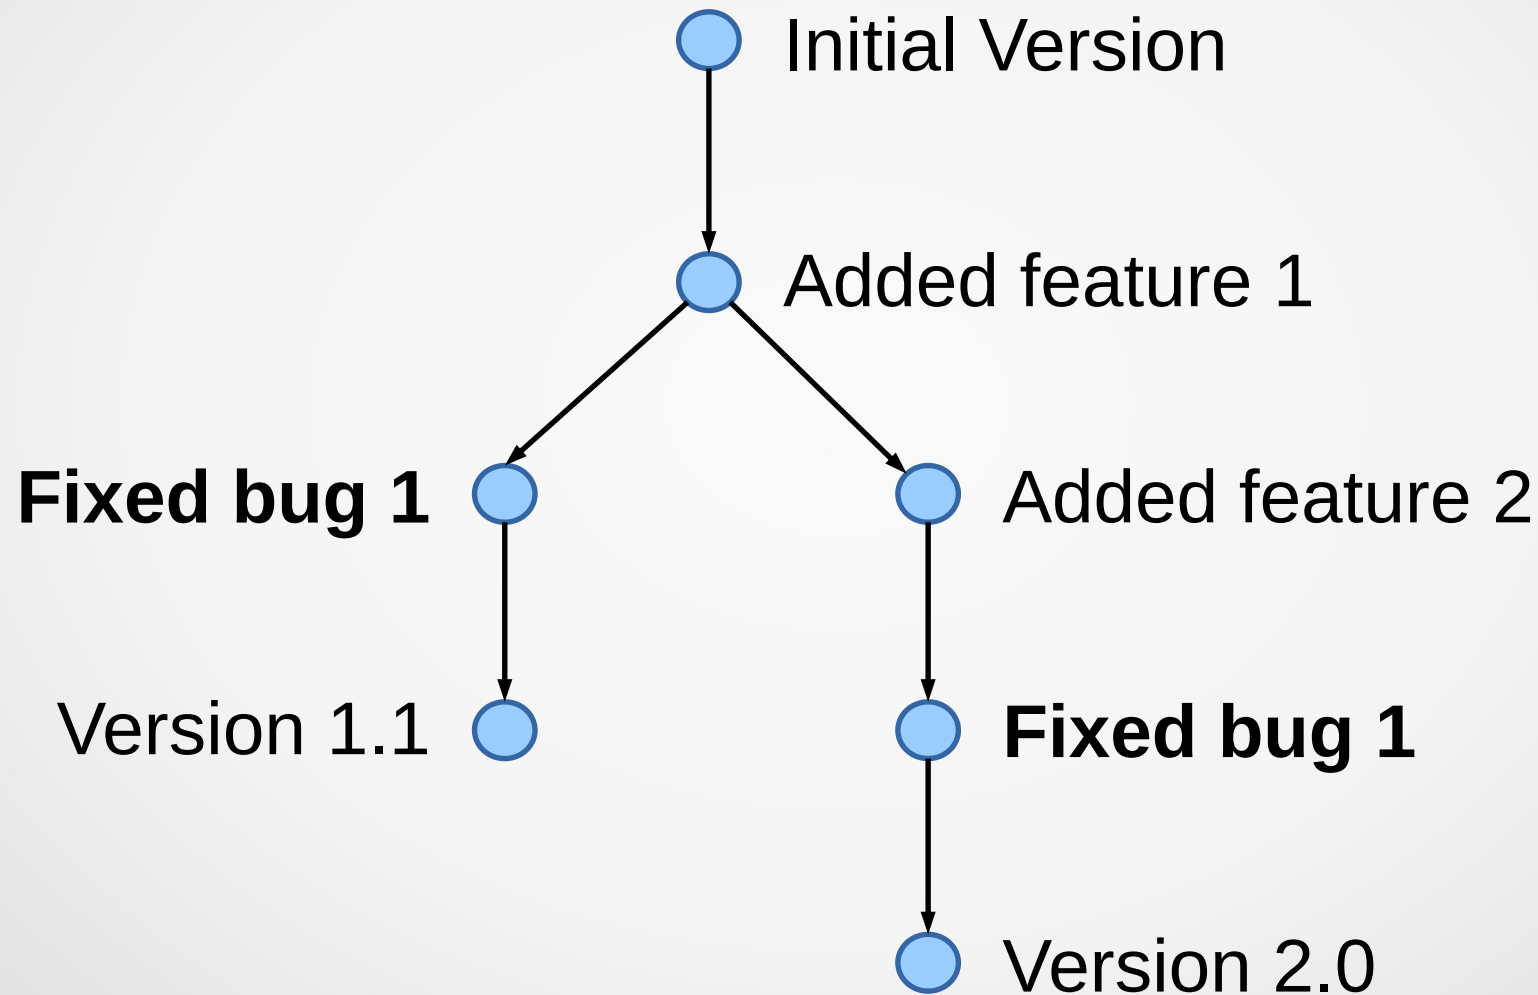 Initial Version
Added feature 1
Fixed bug 1
Added feature 2
Version 1.1
Fixed bug 1
Version 2.0